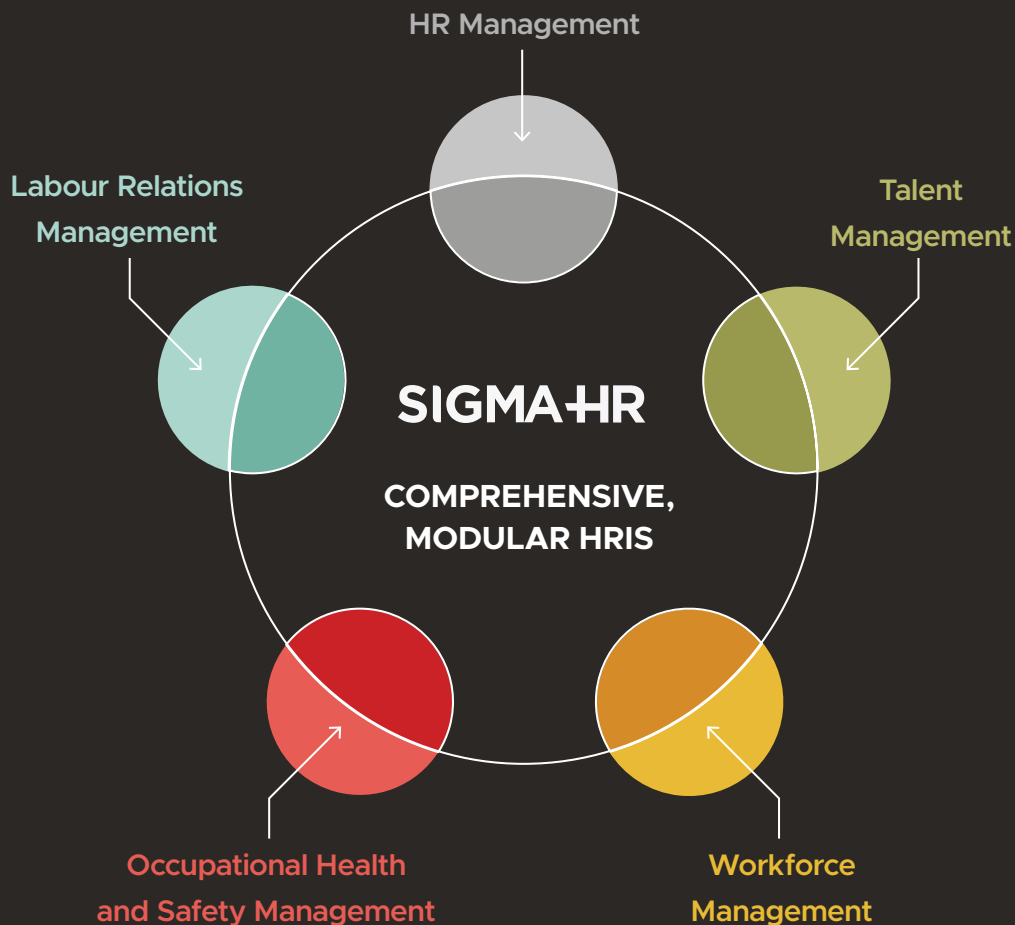 HR Management
Labour Relations
Management
Talent
Management
SIGMA-HR
COMPREHENSIVE,
MODULAR HRIS
Occupational Health
and Safety Management
Workforce
Management